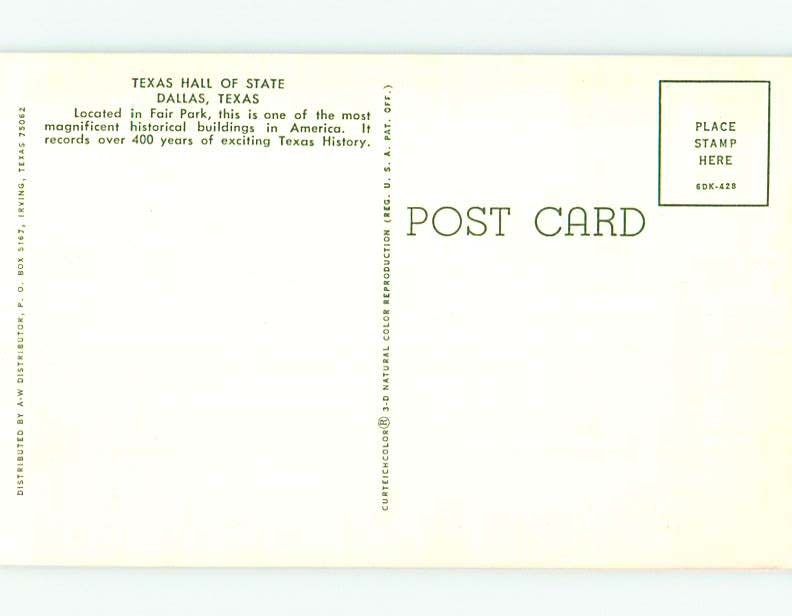 TEXAS HALL OF STATE
DALLAS, TEXAS
Located in Fair Park, this is one of the most
magnificent historical buildings in America. It
records over 400 years of exciting Texas History.
DISTRIBUTED BY A-W DISTRIBUTOR, P. O. BOX 5167, IRVING, TEXAS 75062
CURTEICHCOLOR® 3-D NATURAL COLOR REPRODUCTION (REG. U. S. A. PAT. OFF.)
POST CARD
PLACE
STAMP
HERE
6DK-428